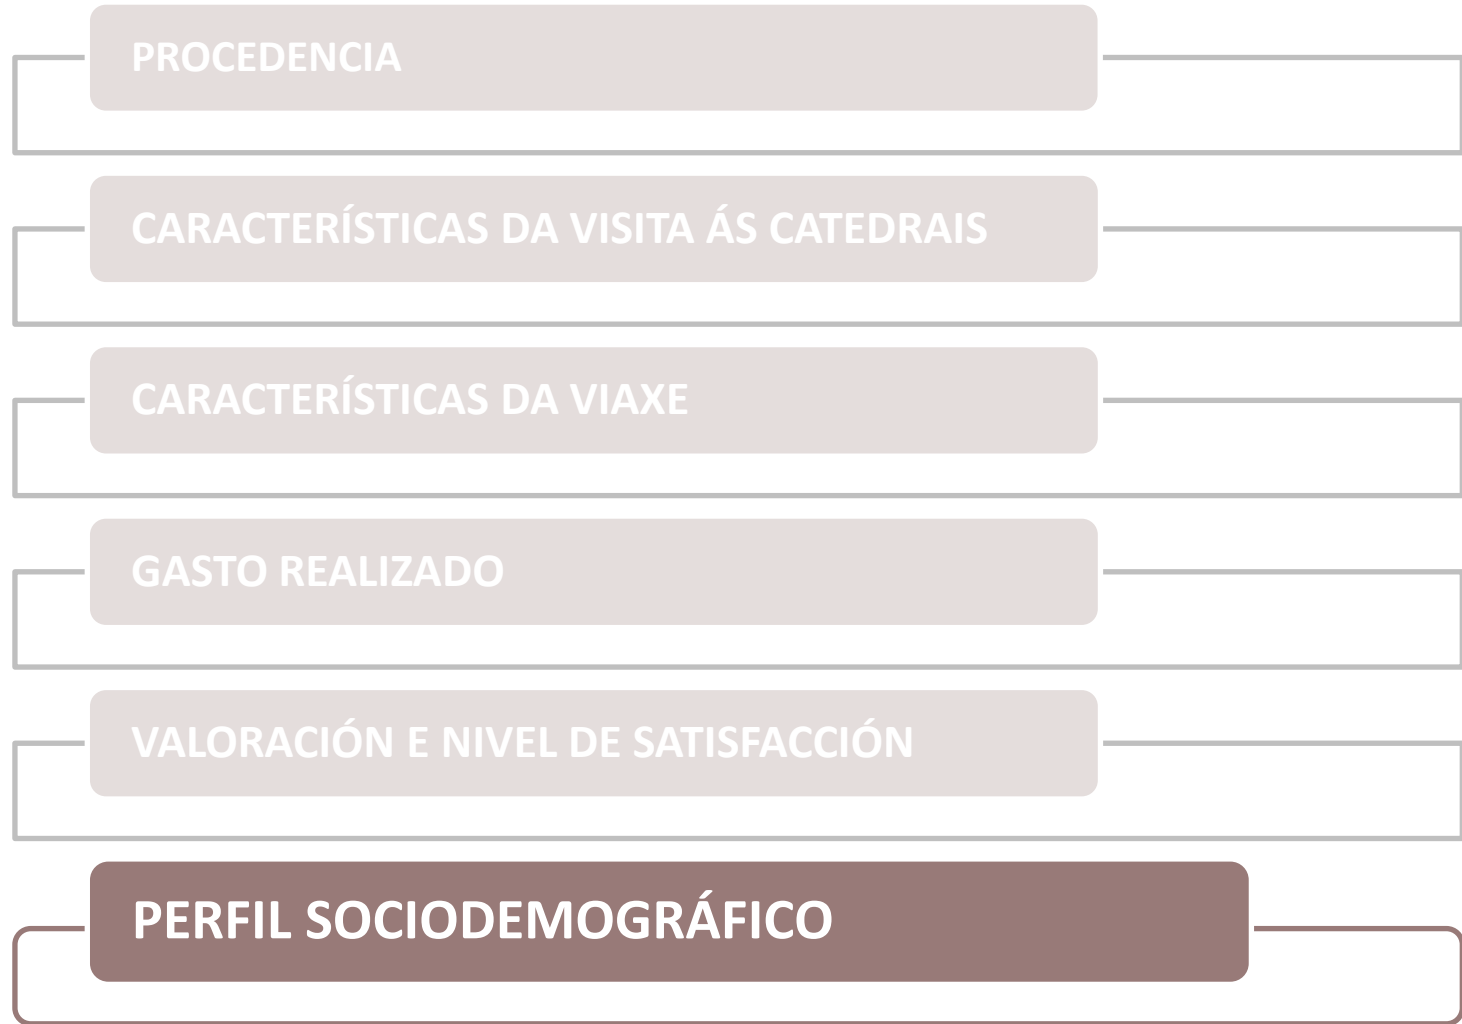 PROCEDENCIA
CARACTERÍSTICAS DA VISITA ÁS CATEDRAIS
CARACTERÍSTICAS DA VIAXE
GASTO REALIZADO
VALORACIÓN E NIVEL DE SATISFACCIÓN
PERFIL SOCIODEMOGRÁFICO